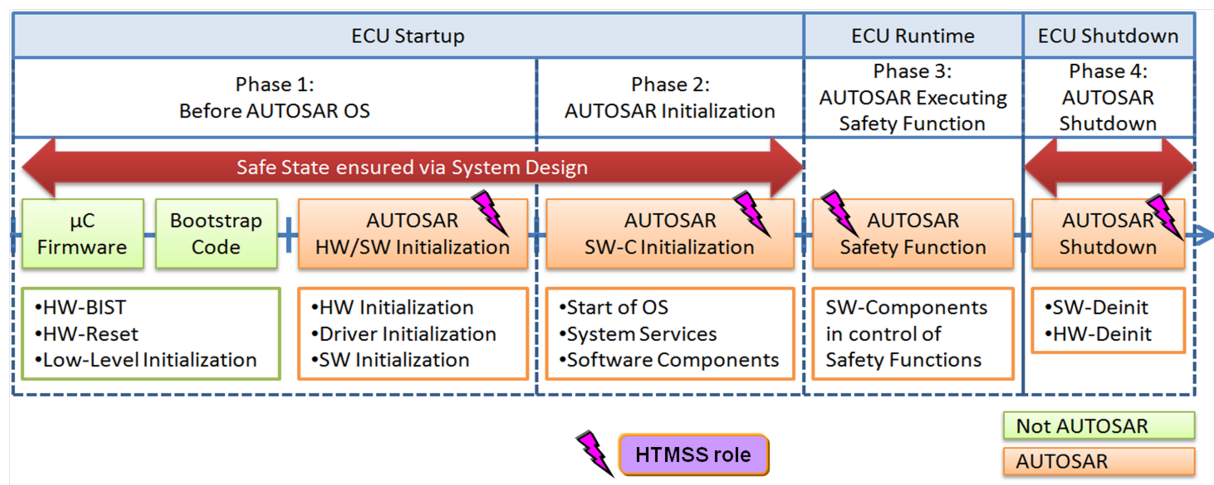 ECU Startup
ECU Runtime
ECU Shutdown
Phase 1:
Before AUTOSAR OS
Phase 2:
AUTOSAR Initialization
Phase 3:
AUTOSAR Executing
Safety Function
Phase 4:
AUTOSAR
Shutdown
Safe State ensured via System Design
µC
Firmware
Bootstrap
Code
AUTOSAR
HW/SW Initialization
AUTOSAR
SW-C Initialization
AUTOSAR
Safety Function
AUTOSAR
Shutdown
•HW-BIST
•HW-Reset
•Low-Level Initialization
•HW Initialization
•Driver Initialization
•SW Initialization
•Start of OS
•System Services
•Software Components
SW-Components
in control of
Safety Functions
•SW-Deinit
•HW-Deinit
HTMSS role
Not AUTOSAR
AUTOSAR